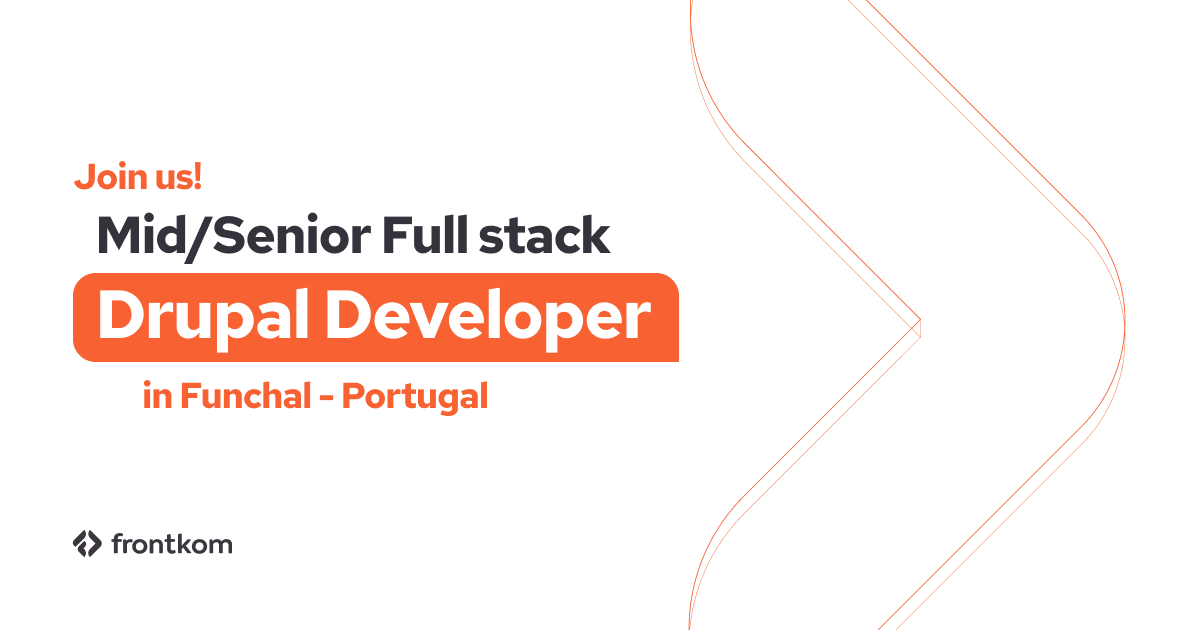 Join us!
Mid/Senior Full stack
Drupal Developer
in Funchal - Portugal
frontkom